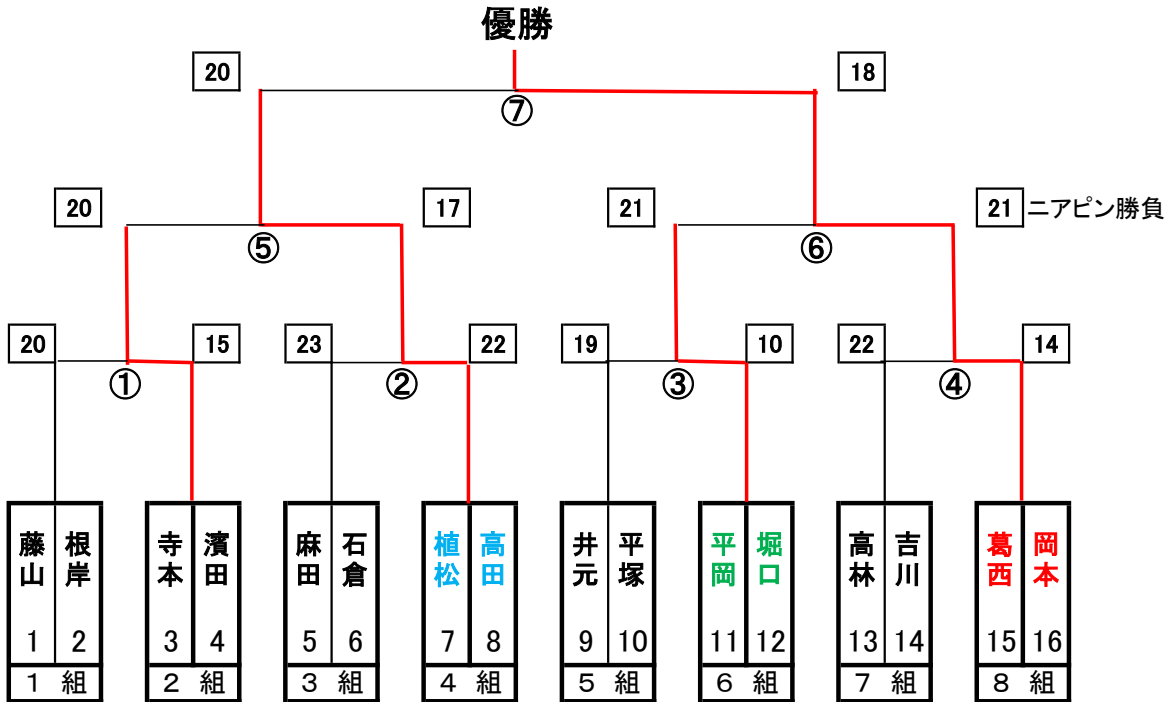 優勝
20 18
⑦
20 17 21 21 ニアピン勝負
⑤ ⑥
20 15 23 22 19 10 22 14
① ② ③ ④
藤山 根岸 寺本 濱田 麻田 石倉 植松 高田 井元 平塚 平岡 堀口 高林 吉川 葛西 岡本
1 2 3 4 5 6 7 8 9 10 11 12 13 14 15 16
1 組 2 組 3 組 4 組 5 組 6 組 7 組 8 組